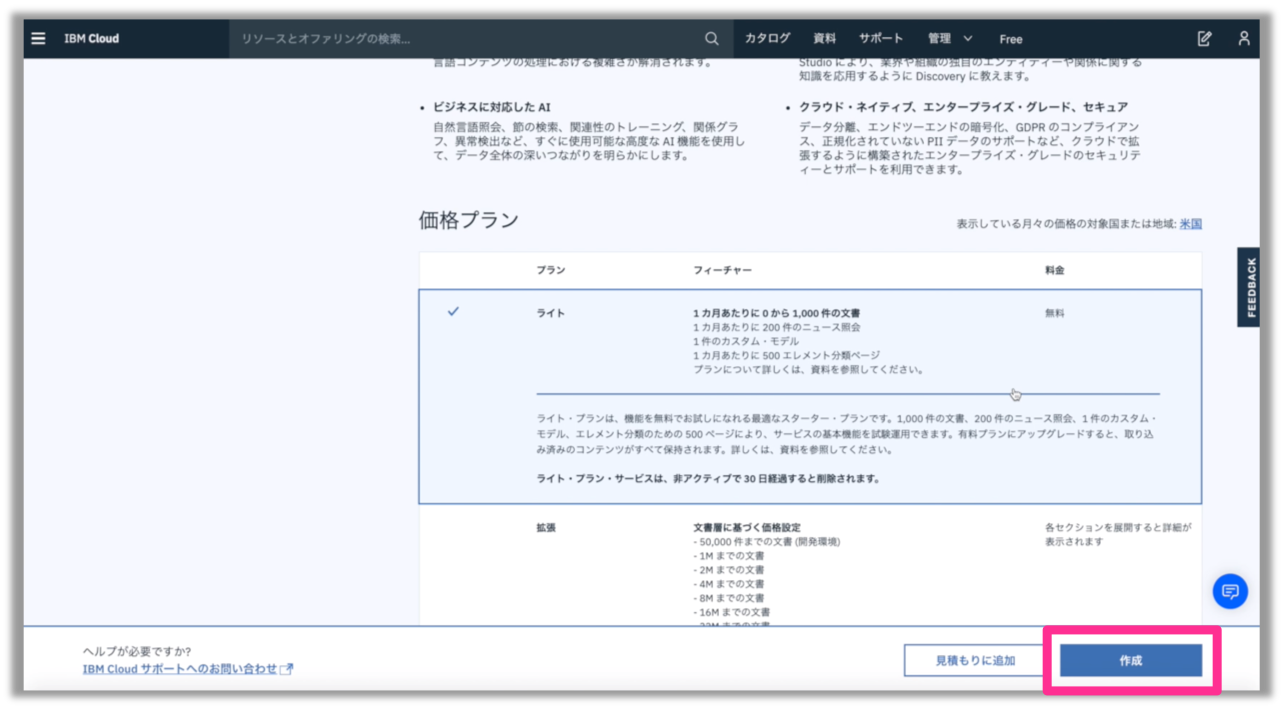 IBM Cloud
リソースとオファリングの検索...
カタログ
資料
サポート
管理
Free
言語コンテンツの処理における複雑さが解消されます。
• ビジネスに対応した AI
自然言語照会、節の検索、関連性のトレーニング、関係グラ
フ、異常検出など、すぐに使用可能な高度な AI 機能を使用し
て、データ全体の深いつながりを明らかにします。
Studio により、業界や組織の独自のエンティティーや関係に関する
知識を応用するように Discovery に教えます。
• クラウド・ネイティブ、エンタープライズ・グレード、セキュア
データ分離、エンドツーエンドの暗号化、GDPR のコンプライアン
ス、正規化されていない PII データのサポートなど、クラウドで拡
張するように構築されたエンタープライズ・グレードのセキュリテ
ィーとサポートを利用できます。
価格プラン
表示している月々の価格の対象国または地域: 米国
プラン
フィーチャー
料金
ライト
1 カ月あたりに 0 から 1,000 件の文書
1 カ月あたりに 200 件のニュース照会
1 件のカスタム・モデル
1 カ月あたりに 500 エレメント分類ページ
プランについて詳しくは、資料を参照してください。
無料
ライト・プランは、機能を無料でお試しになれる最適なスターター・プランです。1,000 件の文書、200 件のニュース照会、1 件のカスタム・
モデル、エレメント分類のための 500 ページにより、サービスの基本機能を試験運用できます。有料プランにアップグレードすると、取り込
み済みのコンテンツがすべて保持されます。詳しくは、資料を参照してください。
ライト・プラン・サービスは、非アクティブで 30 日経過すると削除されます。
拡張
文書層に基づく価格設定
- 50,000 件までの文書 (開発環境)
- 1M までの文書
- 2M までの文書
- 4M までの文書
- 8M までの文書
- 16M までの文書
- 32M までの文書
各セクションを展開すると詳細が
表示されます
FEEDBACK
ヘルプが必要ですか?
IBM Cloud サポートへのお問い合わせ
見積もりに追加
作成